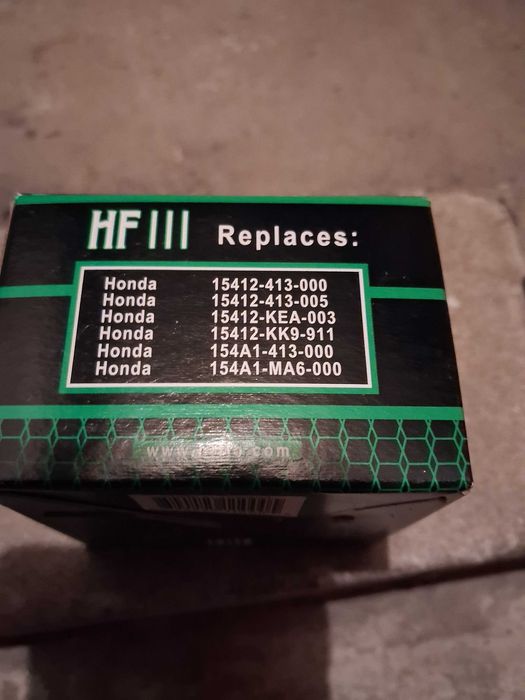 HF111 Replaces:
Honda 15412-413-000
Honda 15412-413-005
Honda 15412-KEA-003
Honda 15412-KK9-911
Honda 154A1-413-000
Honda 154A1-MA6-000